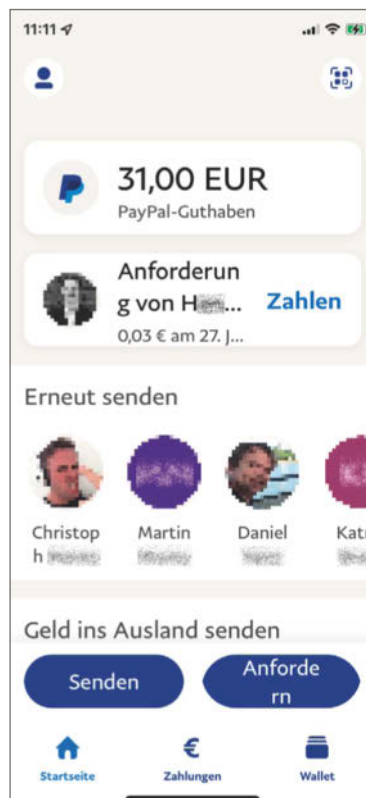 11:11
31,00 EUR
PayPal-Guthaben
Anforderun
g von H...
Zahlen
0,03 € am 27. J...
Erneut senden
Christop
h
Martin
Daniel
Katr
Geld ins Ausland senden
Senden
Anforde
rn
Startseite
Zahlungen
Wallet